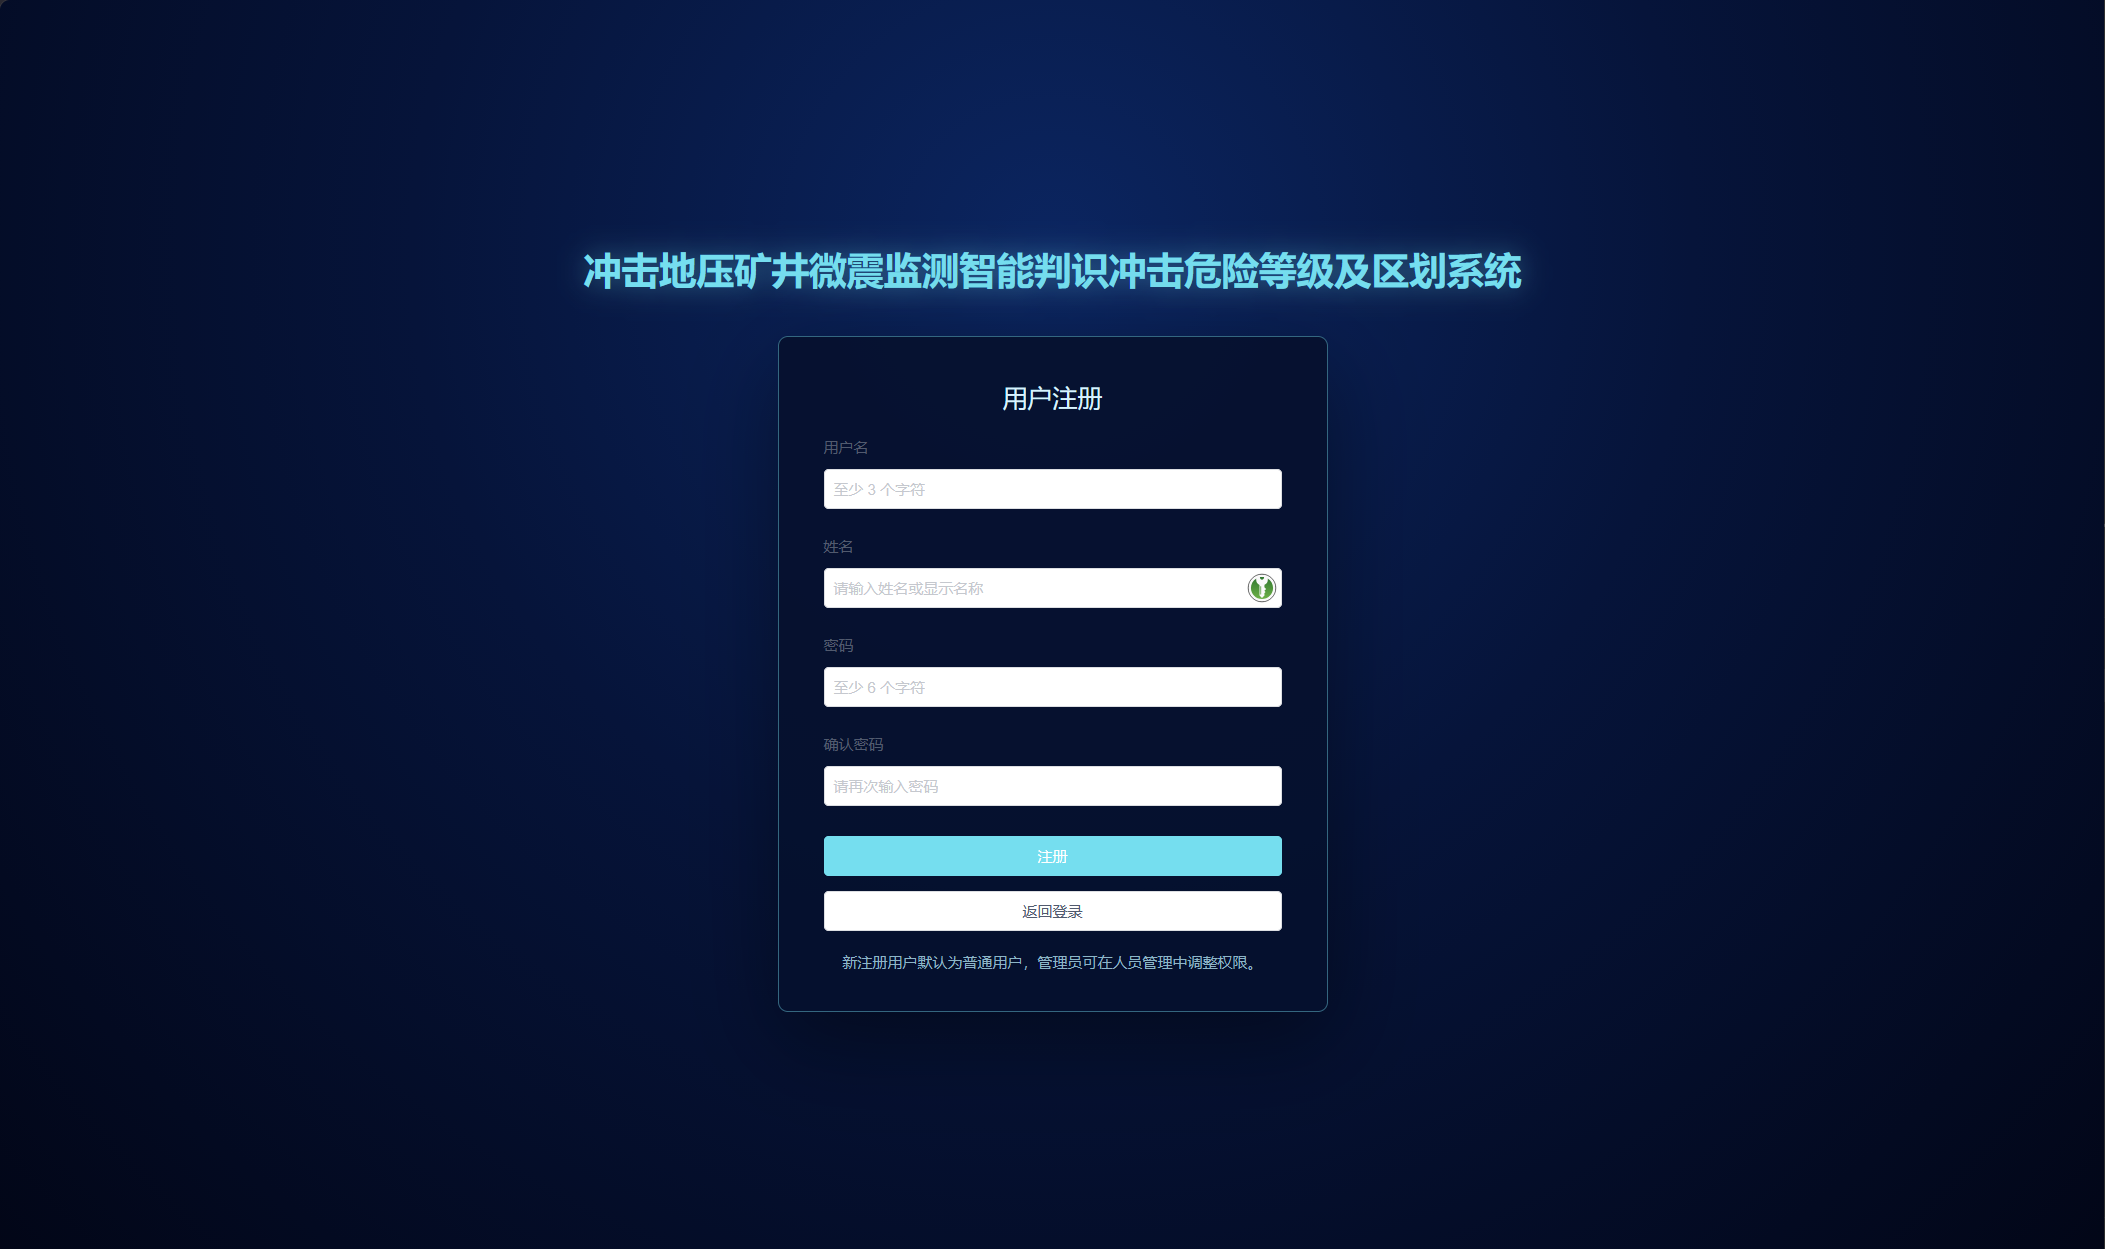 冲击地压矿井微震监测智能判识冲击危险等级及区划系统
用户注册
用户名
至少 3 个字符
姓名
请输入姓名或显示名称
密码
至少 6 个字符
确认密码
请再次输入密码
注册
返回登录
新注册用户默认为普通用户，管理员可在人员管理中调整权限。